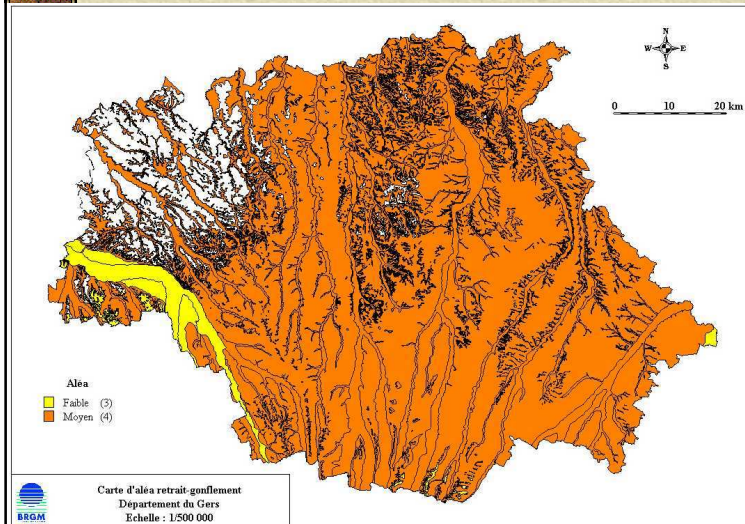 N
W E
S
0 10 20 km
Aléa
Faible (3)
Moyen (4)
BRGM
Carte d'aléa retrait-gonflement
Département du Gers
Echelle : 1/500 000